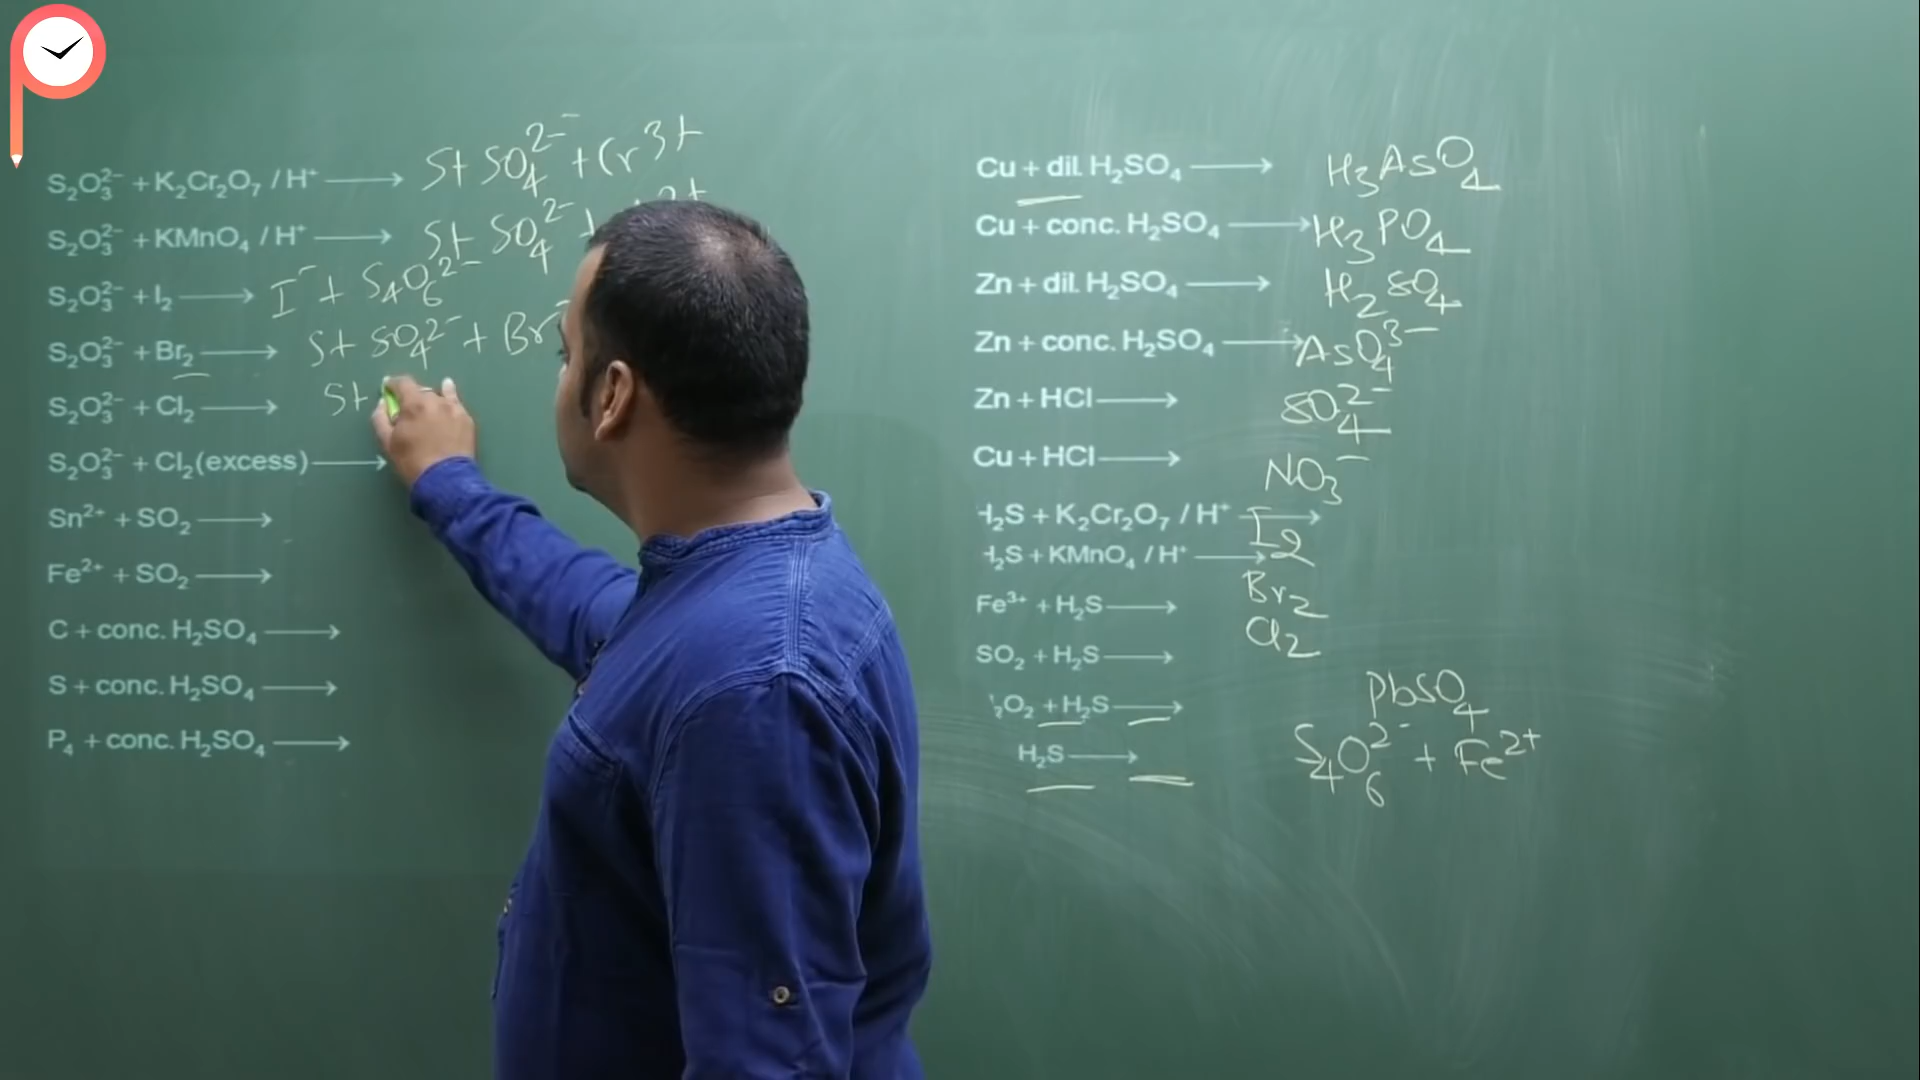 S₂O₃²⁻ + K₂Cr₂O₇ / H⁺ ⟶ S + SO₄²⁻ + Cr³⁺
S₂O₃²⁻ + KMnO₄ / H⁺ ⟶ S + SO₄²⁻ +
S₂O₃²⁻ + I₂ ⟶ I⁻ + S₄O₆²⁻
S₂O₃²⁻ + Br₂ ⟶ S + SO₄²⁻ + Br⁻
S₂O₃²⁻ + Cl₂ ⟶ S +
S₂O₃²⁻ + Cl₂(excess) ⟶
Sn²⁺ + SO₂ ⟶
Fe²⁺ + SO₂ ⟶
C + conc. H₂SO₄ ⟶
S + conc. H₂SO₄ ⟶
P₄ + conc. H₂SO₄ ⟶
Cu + dil. H₂SO₄ ⟶ H₃AsO₄
Cu + conc. H₂SO₄ ⟶ H₃PO₄
Zn + dil. H₂SO₄ ⟶ H₂SO₄
Zn + conc. H₂SO₄ ⟶ AsO₄³⁻
Zn + HCl ⟶ SO₄²⁻
Cu + HCl ⟶ NO₃⁻
H₂S + K₂Cr₂O₇ / H⁺ ⟶ I₂
H₂S + KMnO₄ / H⁺ ⟶
Fe³⁺ + H₂S ⟶ Br₂
SO₂ + H₂S ⟶ Cl₂
₂O₂ + H₂S ⟶ PbSO₄
H₂S ⟶ S₄O₆²⁻ + Fe²⁺